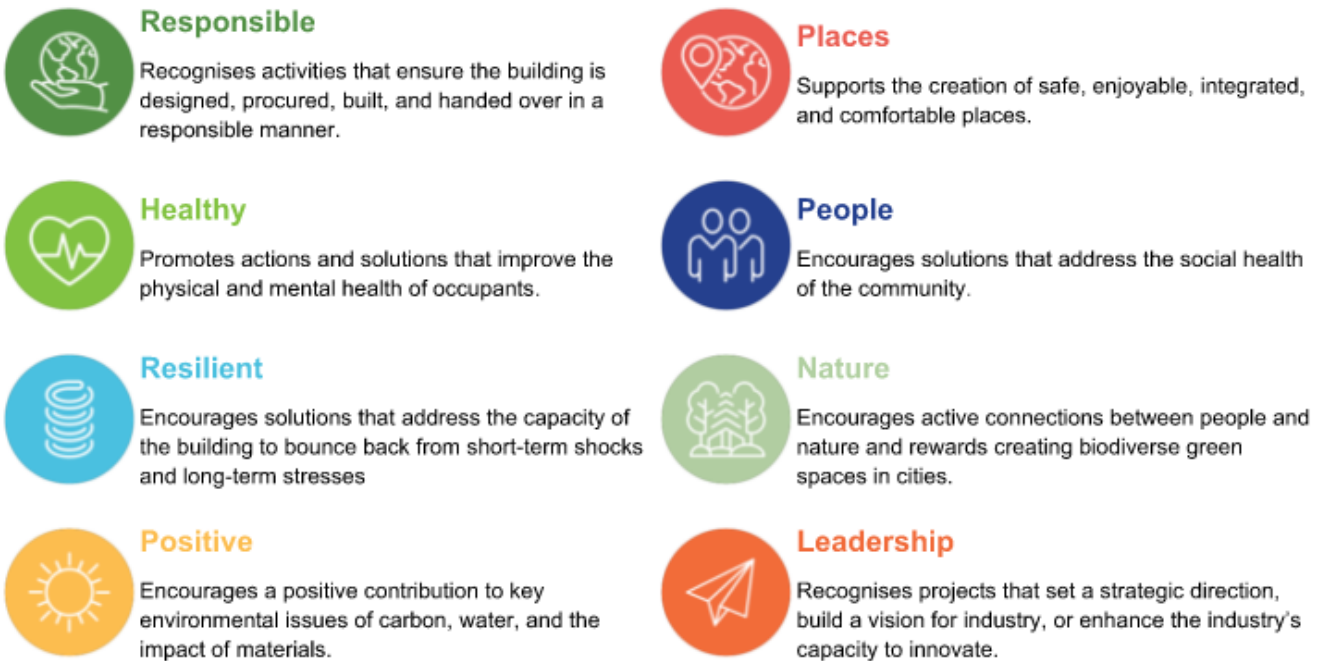 Responsible
Recognises activities that ensure the building is
designed, procured, built, and handed over in a
responsible manner.
Healthy
Promotes actions and solutions that improve the
physical and mental health of occupants.
Resilient
Encourages solutions that address the capacity of
the building to bounce back from short-term shocks
and long-term stresses
Positive
Encourages a positive contribution to key
environmental issues of carbon, water, and the
impact of materials.
Places
Supports the creation of safe, enjoyable, integrated,
and comfortable places.
People
Encourages solutions that address the social health
of the community.
Nature
Encourages active connections between people and
nature and rewards creating biodiverse green
spaces in cities.
Leadership
Recognises projects that set a strategic direction,
build a vision for industry, or enhance the industry's
capacity to innovate.